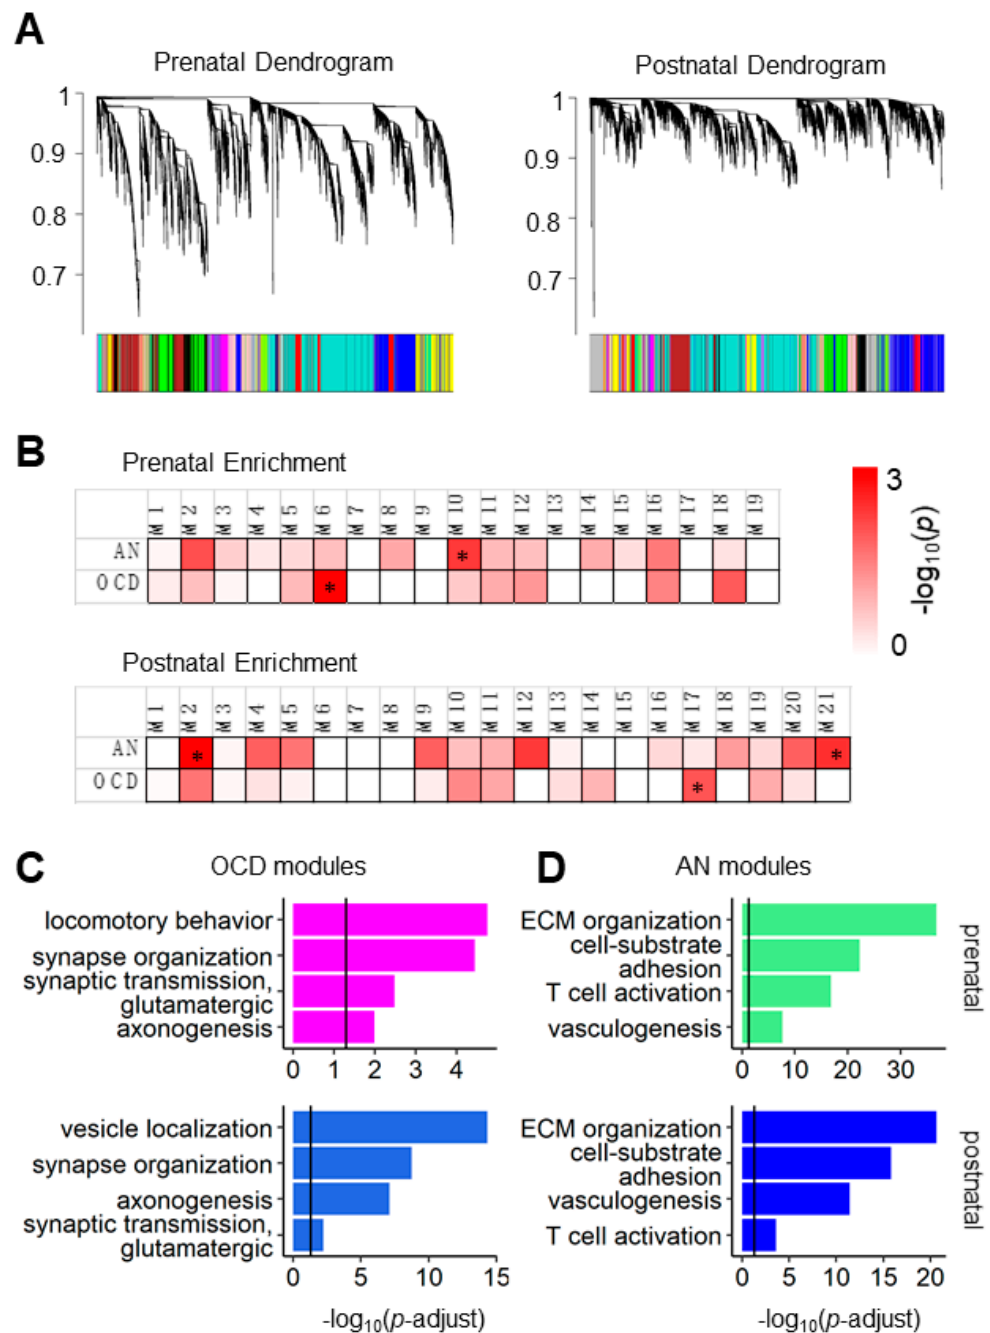 A
Prenatal Dendrogram
Postnatal Dendrogram
1
0.9
0.8
0.7
1
0.9
0.8
0.7
B
Prenatal Enrichment
M1 M2 M3 M4 M5 M6 M7 M8 M9 M10 M11 M12 M13 M14 M15 M16 M17 M18 M19
AN
*
OCD
*
3
0
-log10(p)
Postnatal Enrichment
M1 M2 M3 M4 M5 M6 M7 M8 M9 M10 M11 M12 M13 M14 M15 M16 M17 M18 M19 M20 M21
AN
* *
OCD
*
C
OCD modules
locomotory behavior
synapse organization
synaptic transmission,
glutamatergic
axonogenesis
0 1 2 3 4
vesicle localization
synapse organization
axonogenesis
synaptic transmission,
glutamatergic
0 5 10 15
-log10(p-adjust)
D
AN modules
ECM organization
cell-substrate
adhesion
T cell activation
vasculogenesis
0 10 20 30
prenatal
ECM organization
cell-substrate
adhesion
vasculogenesis
T cell activation
0 5 10 15 20
postnatal
-log10(p-adjust)